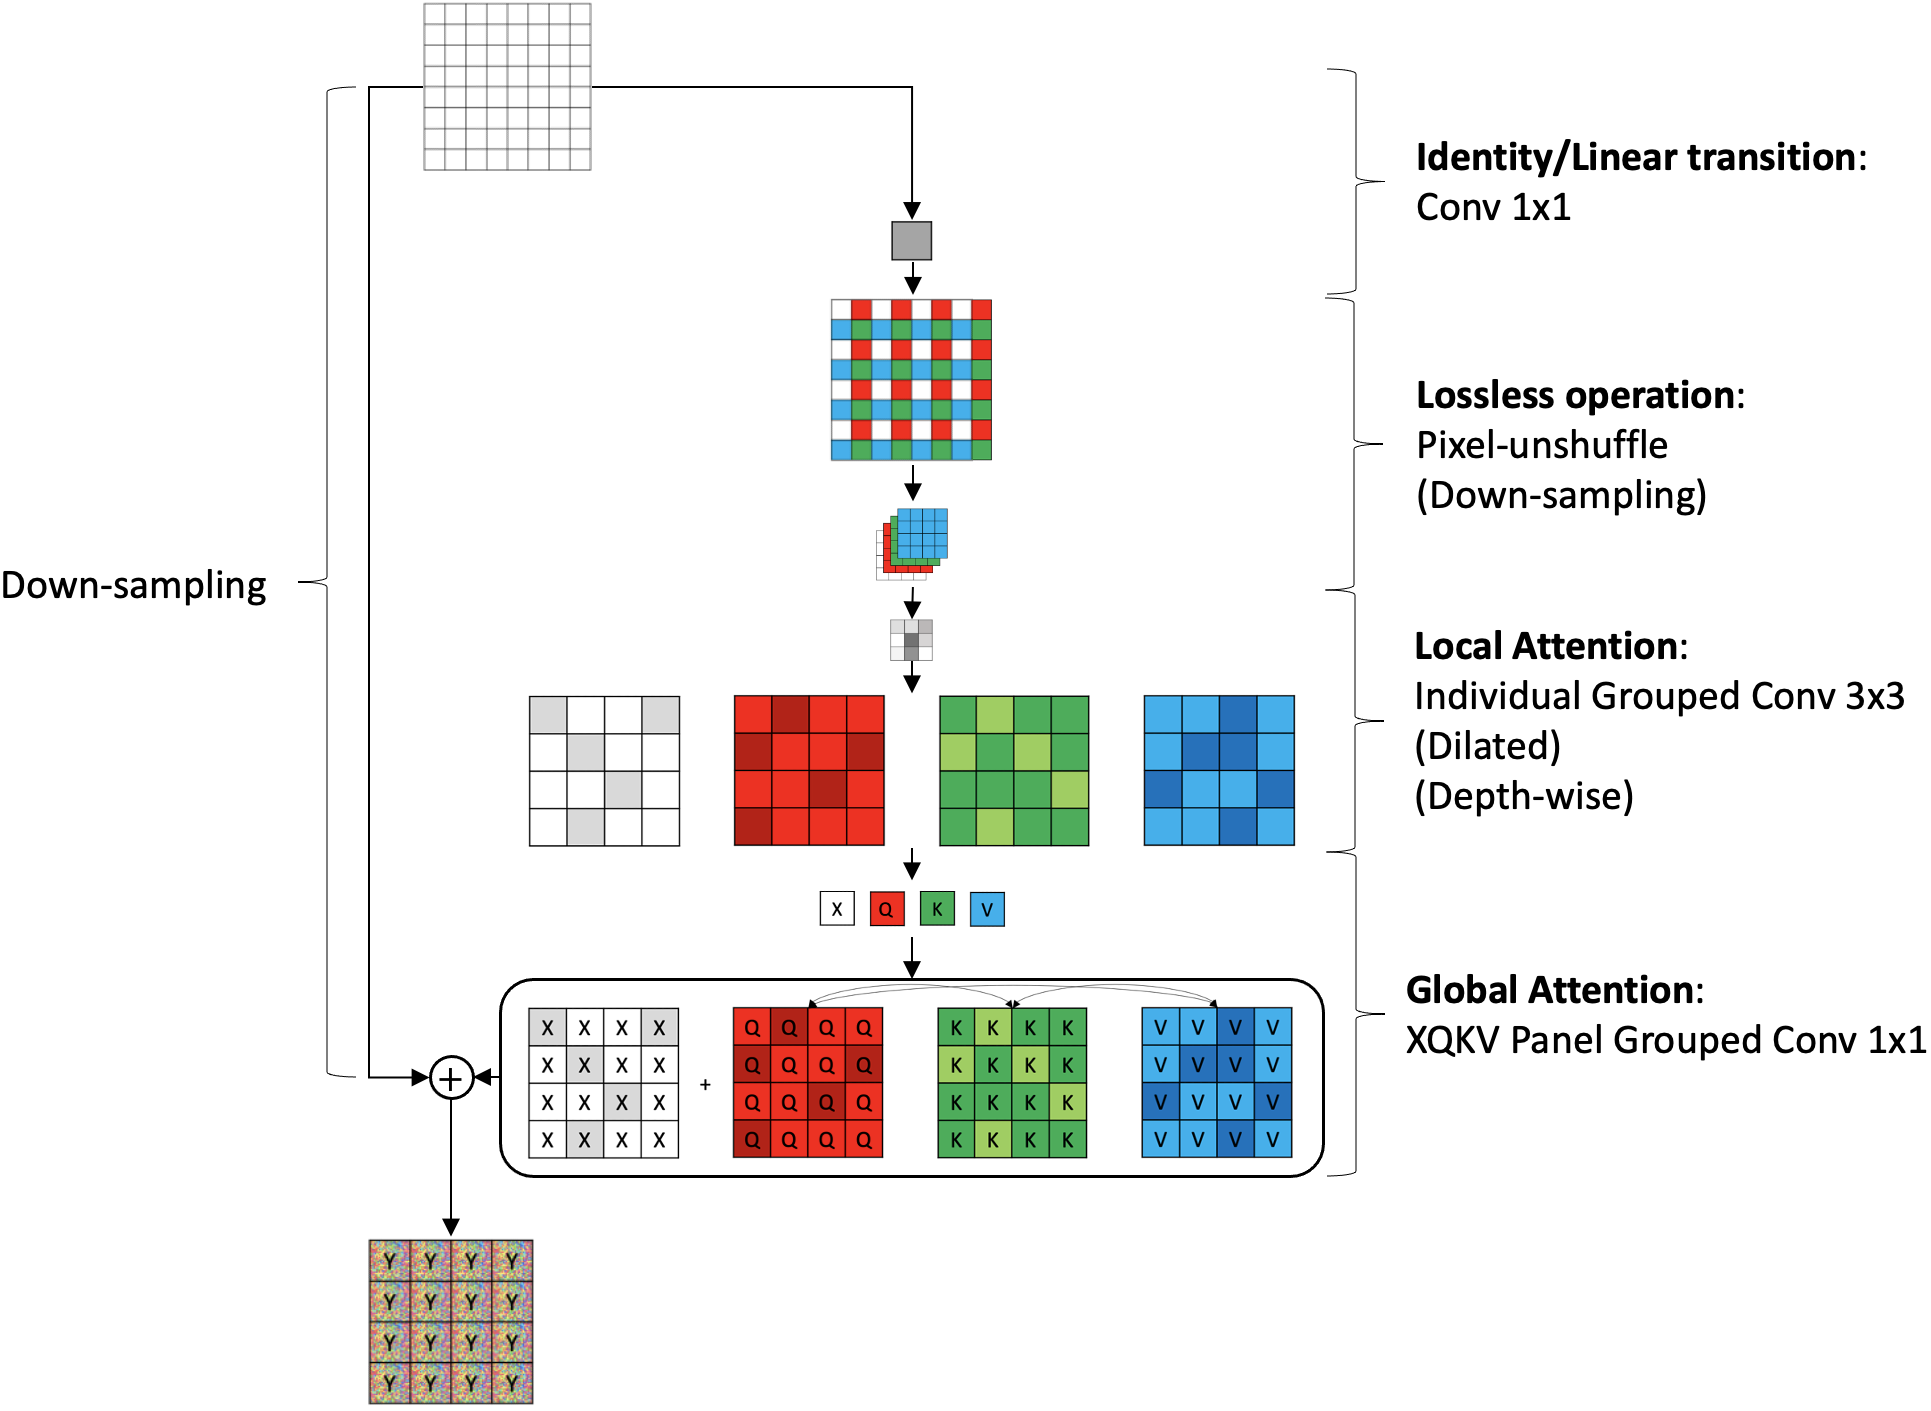 Identity/Linear transition:
Conv 1x1
Lossless operation:
Pixel-unshuffle
(Down-sampling)
Down-sampling
Local Attention:
Individual Grouped Conv 3x3
(Dilated)
(Depth-wise)
X Q K V
Global Attention:
XQKV Panel Grouped Conv 1x1
X X X X Q Q Q Q K K K K V V V V
X X X X Q Q Q Q K K K K V V V V
+ +
X X X X Q Q Q Q K K K K V V V V
X X X X Q Q Q Q K K K K V V V V
Y Y Y Y
Y Y Y Y
Y Y Y Y
Y Y Y Y